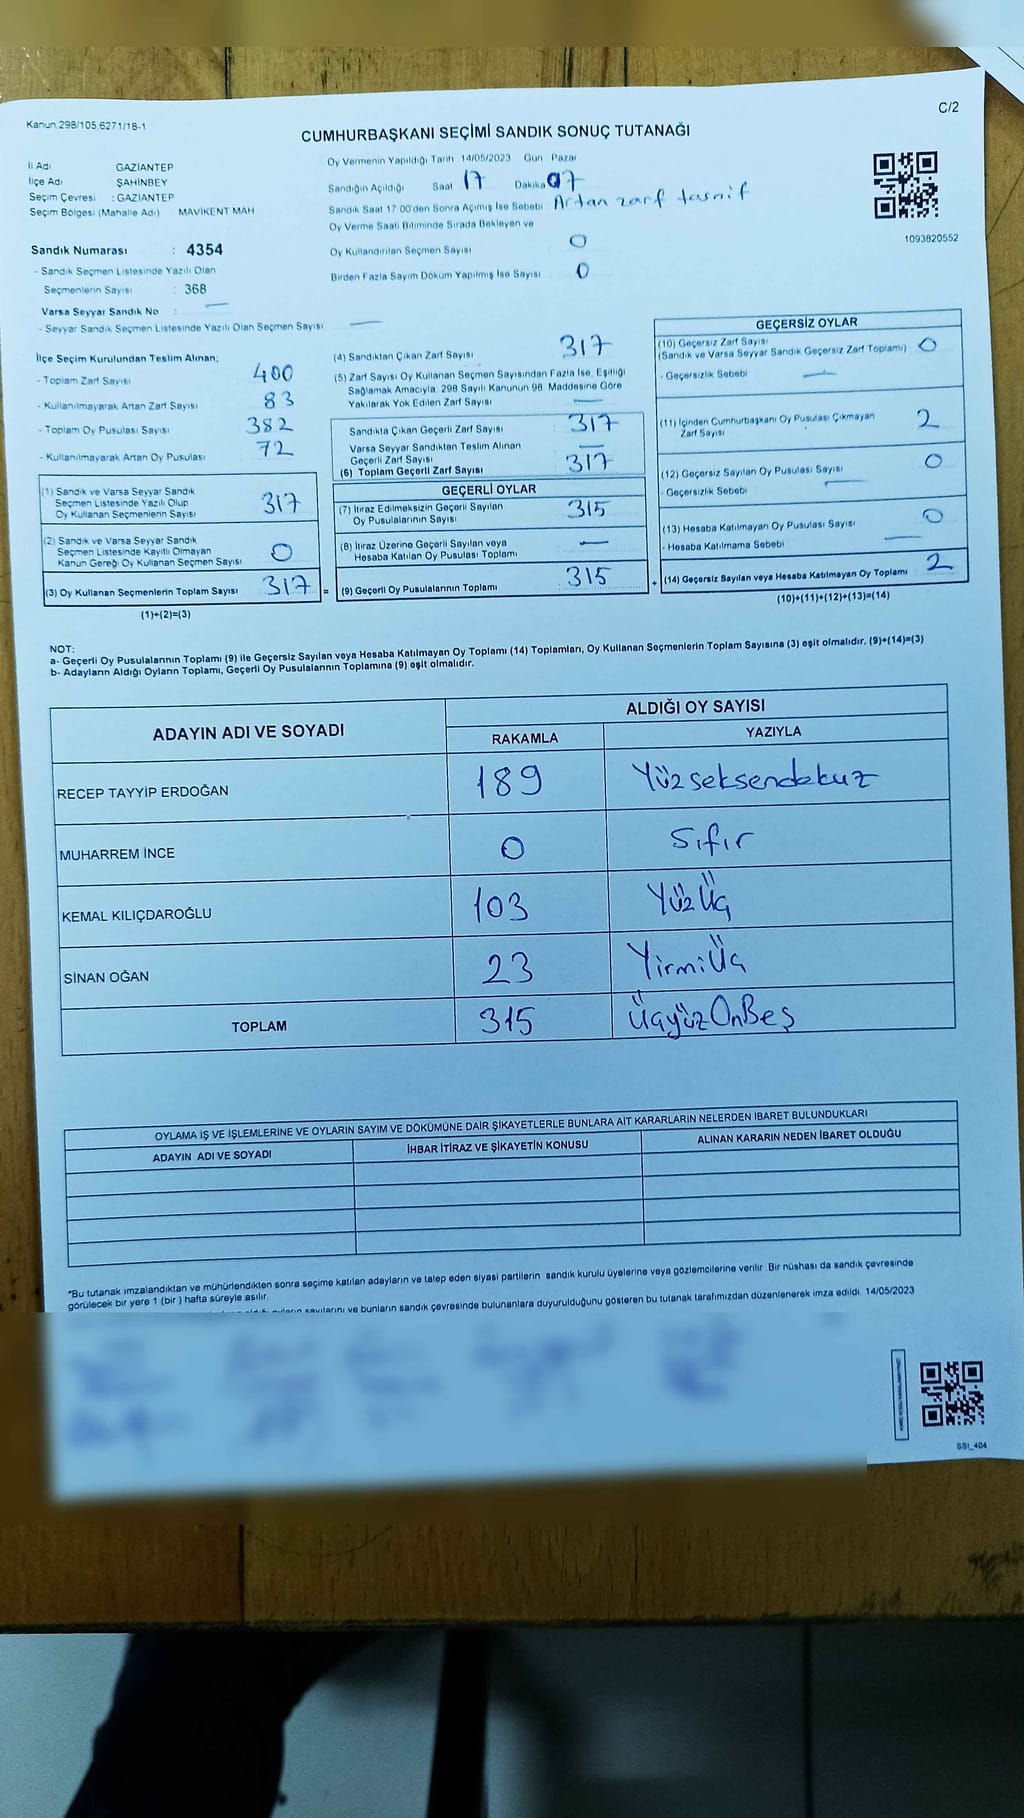 C/2
Kanun.298/105,6271/18-1
CUMHURBAŞKANI SEÇİMİ SANDIK SONUÇ TUTANAĞI
İl Adı GAZİANTEP
İlçe Adı ŞAHİNBEY
Seçim Çevresi : GAZİANTEP
Seçim Bölgesi (Mahalle Adı) MAVİKENT MAH
Oy Vermenin Yapıldığı Tarih 14/05/2023 Gün Pazar
Sandığın Açıldığı Saat 17 Dakika 07
Sandık Saat 17:00'den Sonra Açımış İse Sebebi Artan zarf tasnif
Oy Verme Saati Bitiminde Sırada Bekleyen ve
Oy Kullandırılan Seçmen Sayısı 0
Birden Fazla Sayım Döküm Yapılmış İse Sayısı 0
1093820552
Sandık Numarası : 4354
- Sandık Seçmen Listesinde Yazılı Olan
Seçmenlerin Sayısı : 368
Varsa Seyyar Sandık No : —
- Seyyar Sandık Seçmen Listesinde Yazılı Olan Seçmen Sayısı —
İlçe Seçim Kurulundan Teslim Alınan;
- Toplam Zarf Sayısı 400
- Kullanılmayarak Artan Zarf Sayısı 83
- Toplam Oy Pusulası Sayısı 382
- Kullanılmayarak Artan Oy Pusulası 72
(1) Sandık ve Varsa Seyyar Sandık
Seçmen Listesinde Yazılı Olup
Oy Kullanan Seçmenlerin Sayısı 317
(2) Sandık ve Varsa Seyyar Sandık
Seçmen Listesinde Kayıtlı Olmayan
Kanun Gereği Oy Kullanan Seçmen Sayısı 0
(3) Oy Kullanan Seçmenlerin Toplam Sayısı 317 =
(1)+(2)=(3)
(4) Sandıktan Çıkan Zarf Sayısı 317
(5) Zarf Sayısı Oy Kullanan Seçmen Sayısından Fazla İse, Eşitliği
Sağlamak Amacıyla, 298 Sayılı Kanunun 98. Maddesine Göre
Yakılarak Yok Edilen Zarf Sayısı —
Sandıkta Çıkan Geçerli Zarf Sayısı 317
Varsa Seyyar Sandıktan Teslim Alınan
Geçerli Zarf Sayısı —
(6) Toplam Geçerli Zarf Sayısı 317
GEÇERLİ OYLAR
(7) İtiraz Edilmeksizin Geçerli Sayılan
Oy Pusulalarının Sayısı 315
(8) İtiraz Üzerine Geçerli Sayılan veya
Hesaba Katılan Oy Pusulası Toplamı —
(9) Geçerli Oy Pusulalarının Toplamı 315 +
GEÇERSİZ OYLAR
(10) Geçersiz Zarf Sayısı
(Sandık ve Varsa Seyyar Sandık Geçersiz Zarf Toplamı) 0
- Geçersizlik Sebebi —
(11) İçinden Cumhurbaşkanı Oy Pusulası Çıkmayan
Zarf Sayısı 2
(12) Geçersiz Sayılan Oy Pusulası Sayısı 0
- Geçersizlik Sebebi —
(13) Hesaba Katılmayan Oy Pusulası Sayısı 0
- Hesaba Katılmama Sebebi —
(14) Geçersiz Sayılan veya Hesaba Katılmayan Oy Toplamı 2
(10)+(11)+(12)+(13)=(14)
NOT:
a- Geçerli Oy Pusulalarının Toplamı (9) ile Geçersiz Sayılan veya Hesaba Katılmayan Oy Toplamı (14) Toplamları, Oy Kullanan Seçmenlerin Toplam Sayısına (3) eşit olmalıdır. (9)+(14)=(3)
b- Adayların Aldığı Oyların Toplamı, Geçerli Oy Pusulalarının Toplamına (9) eşit olmalıdır.
ADAYIN ADI VE SOYADI ALDIĞI OY SAYISI
RAKAMLA YAZIYLA
RECEP TAYYİP ERDOĞAN 189 Yüzseksendokuz
MUHARREM İNCE 0 Sıfır
KEMAL KILIÇDAROĞLU 103 YüzÜç
SİNAN OĞAN 23 YirmiÜç
TOPLAM 315 ÜçyüzOnBeş
OYLAMA İŞ VE İŞLEMLERİNE VE OYLARIN SAYIM VE DÖKÜMÜNE DAİR ŞİKAYETLERLE BUNLARA AİT KARARLARIN NELERDEN İBARET BULUNDUKLARI
ADAYIN ADI VE SOYADI İHBAR İTİRAZ VE ŞİKAYETİN KONUSU ALINAN KARARIN NEDEN İBARET OLDUĞU
*Bu tutanak imzalandıktan ve mühürlendikten sonra seçime katılan adayların ve talep eden siyasi partilerin sandık kurulu üyelerine veya gözlemcilerine verilir. Bir nüshası da sandık çevresinde
görülecek bir yere 1 (bir ) hafta süreyle asılır.
sayılarını ve bunların sandık çevresinde bulunanlara duyurulduğunu gösteren bu tutanak tarafımızdan düzenlenerek imza edildi. 14/05/2023
SSI_404